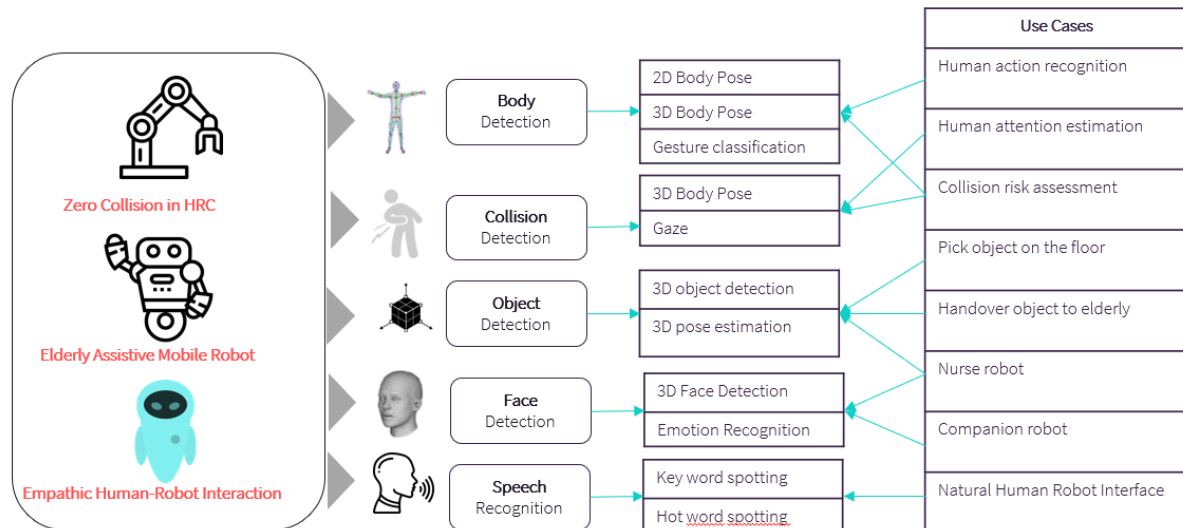 Zero Collision in HRC
Elderly Assistive Mobile Robot
Empathic Human-Robot Interaction
Body
Detection
Collision
Detection
Object
Detection
Face
Detection
Speech
Recognition
2D Body Pose
3D Body Pose
Gesture classification
3D Body Pose
Gaze
3D object detection
3D pose estimation
3D Face Detection
Emotion Recognition
Key word spotting
Hot word spotting
Use Cases
Human action recognition
Human attention estimation
Collision risk assessment
Pick object on the floor
Handover object to elderly
Nurse robot
Companion robot
Natural Human Robot Interface